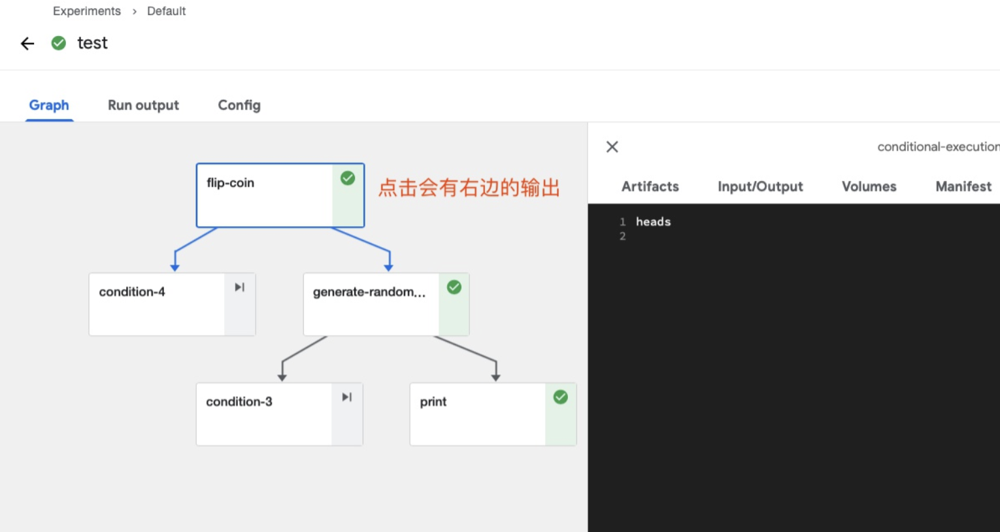 Experiments > Default
test
Graph Run output Config
conditional-execution
flip-coin
点击会有右边的输出
Artifacts Input/Output Volumes Manifest
1 heads
2
condition-4
generate-random...
condition-3
print